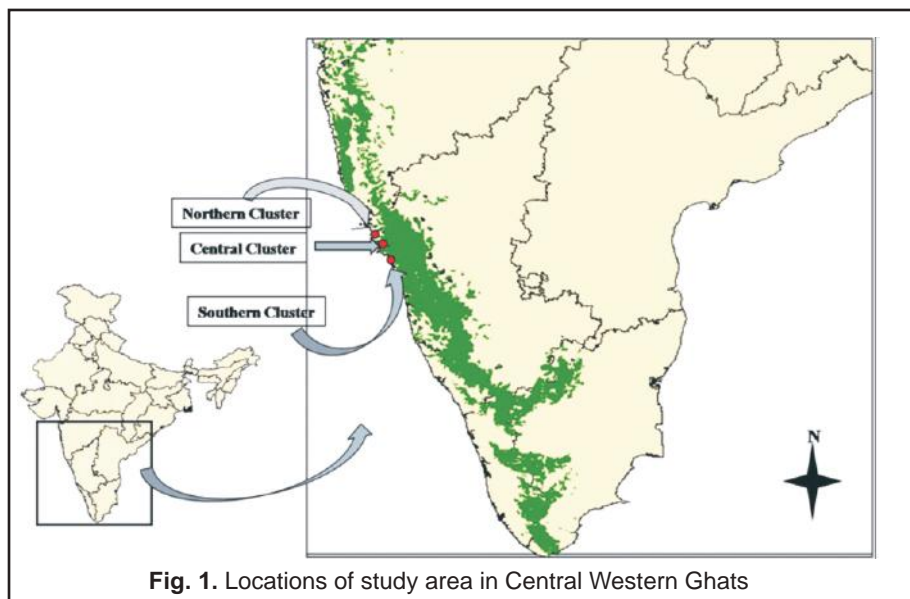 Northern Cluster
Central Cluster
Southern Cluster
N
Fig. 1. Locations of study area in Central Western Ghats